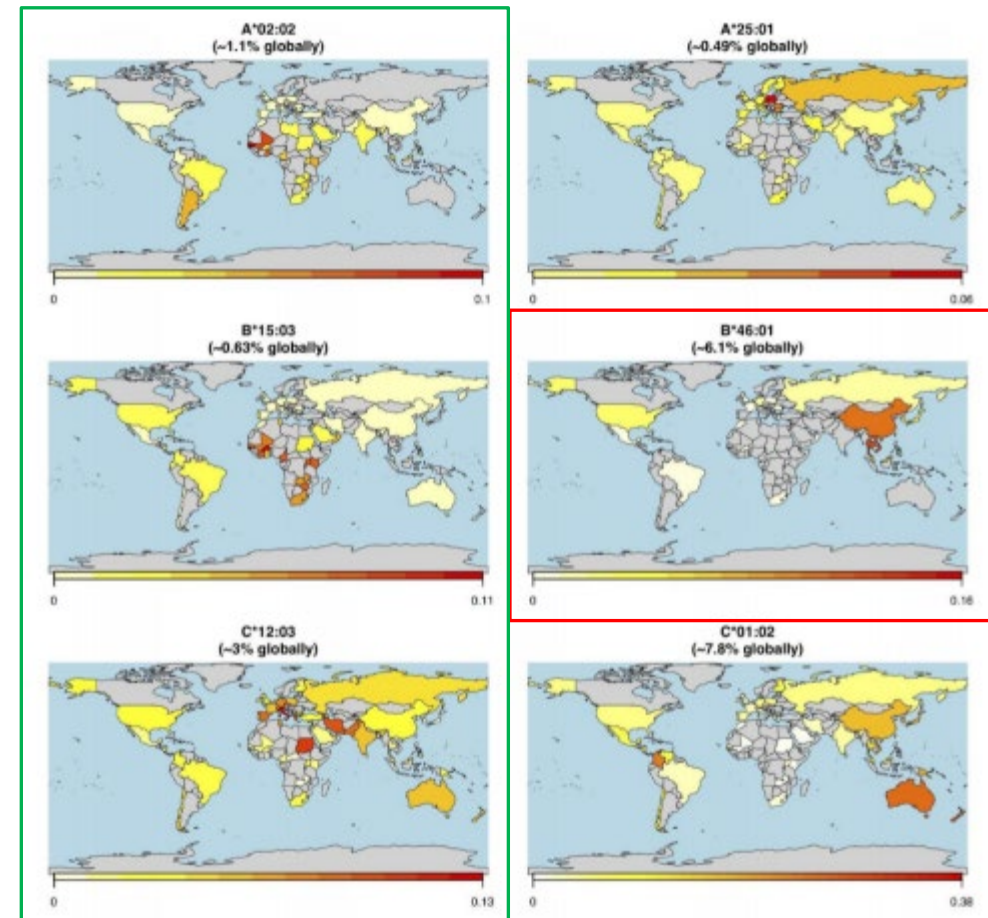 A*02:02
(~1.1% globally)
0
0.1
A*25:01
(~0.49% globally)
0
0.06
B*15:03
(~0.63% globally)
0
0.11
B*46:01
(~6.1% globally)
0
0.16
C*12:03
(~3% globally)
0
0.13
C*01:02
(~7.8% globally)
0
0.38